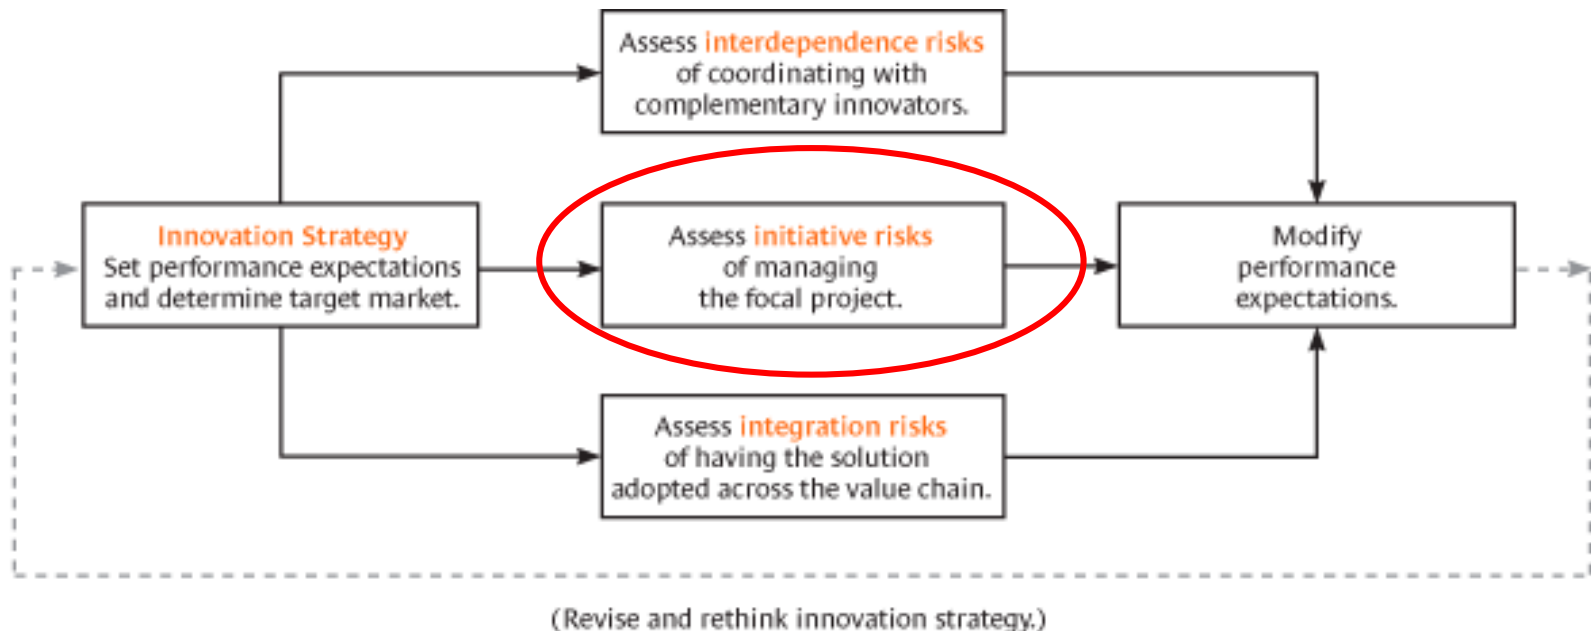 Assess interdependence risks
of coordinating with
complementary innovators.
Innovation Strategy
Set performance expectations
and determine target market.
Assess initiative risks
of managing
the focal project.
Modify
performance
expectations.
Assess integration risks
of having the solution
adopted across the value chain.
(Revise and rethink innovation strategy.)